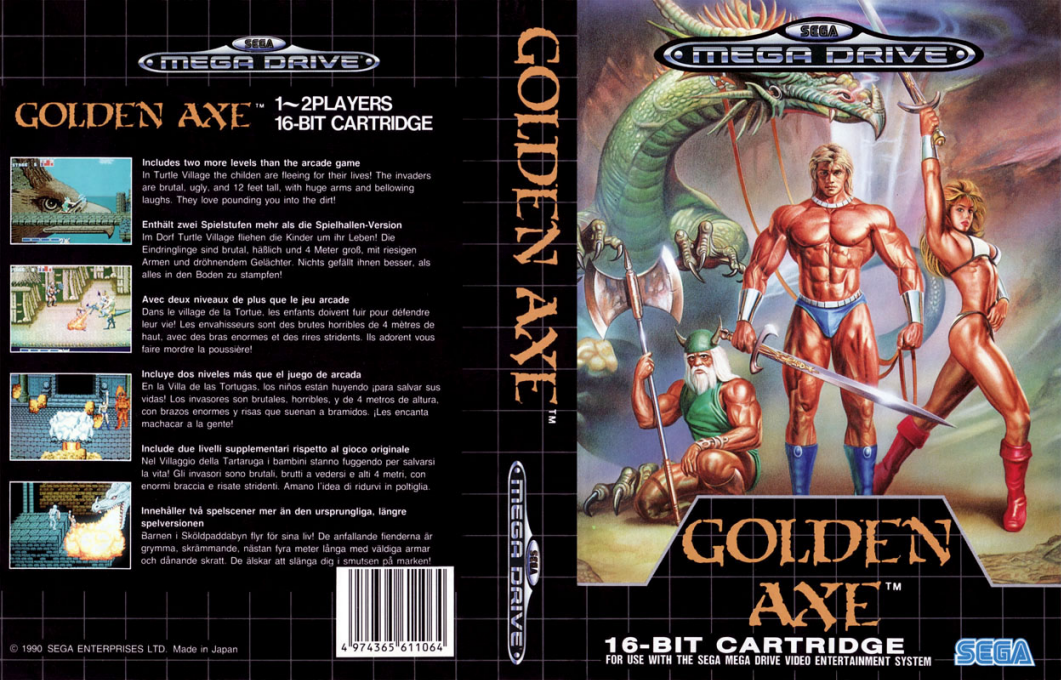 SEGA
MEGA DRIVE
GOLDEN AXE™
1~2PLAYERS
16-BIT CARTRIDGE
Includes two more levels than the arcade game
In Turtle Village the childen are fleeing for their lives! The invaders
are brutal, ugly, and 12 feet tall, with huge arms and bellowing
laughs. They love pounding you into the dirt!
Enthält zwei Spielstufen mehr als die Spielhallen-Version
Im Dorf Turtle Village fliehen die Kinder um ihr Leben! Die
Eindringlinge sind brutal, häßlich und 4 Meter groß, mit riesigen
Armen und dröhnendem Gelächter. Nichts gefällt ihnen besser, als
alles in den Boden zu stampfen!
Avec deux niveaux de plus que le jeu arcade
Dans le village de la Tortue, les enfants doivent fuir pour défendre
leur vie! Les envahisseurs sont des brutes horribles de 4 mètres de
haut, avec des bras enormes et des rires stridents. Ils adorent vous
faire mordre la poussière!
Incluye dos niveles más que el juego de arcada
En la Villa de las Tortugas, los niños están huyendo ¡para salvar sus
vidas! Los invasores son brutales, horribles, y de 4 metros de altura,
con brazos enormes y risas que suenan a bramidos. ¡Les encanta
machacar a la gente!
Include due livelli supplementari rispetto al gioco originale
Nel Villaggio della Tartaruga i bambini stanno fuggendo per salvarsi
la vita! Gli invasori sono brutali, brutti a vedersi e alti 4 metri, con
enormi braccia e risate stridenti. Amano l'idea di ridurvi in poltiglia.
Innehåller två spelscener mer än den ursprungliga, längre
spelversionen
Barnen i Sköldpaddabyn flyr för sina liv! De anfallande fienderna är
grymma, skrämmande, nästan fyra meter långa med väldiga armar
och dånande skratt. De älskar att slänga dig i smutsen på marken!
4 974365 611064
© 1990 SEGA ENTERPRISES LTD. Made in Japan
GOLDEN AXE™
SEGA
MEGA DRIVE
SEGA
MEGA DRIVE
GOLDEN
AXE™
16-BIT CARTRIDGE
FOR USE WITH THE SEGA MEGA DRIVE VIDEO ENTERTAINMENT SYSTEM
SEGA